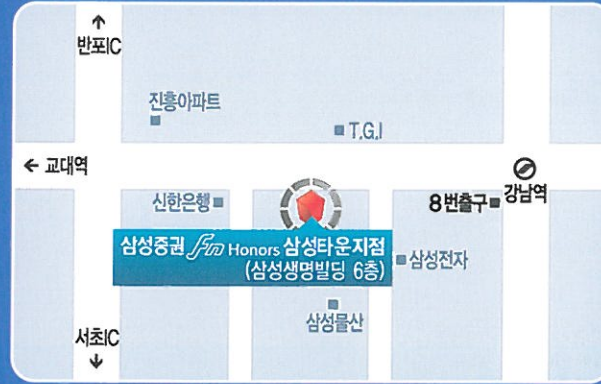 ↑
반포IC
진흥아파트
T.G.I
← 교대역
신한은행
8번출구
강남역
삼성증권 Fn Honors 삼성타운지점
(삼성생명빌딩 6층)
삼성전자
삼성물산
서초IC
↓